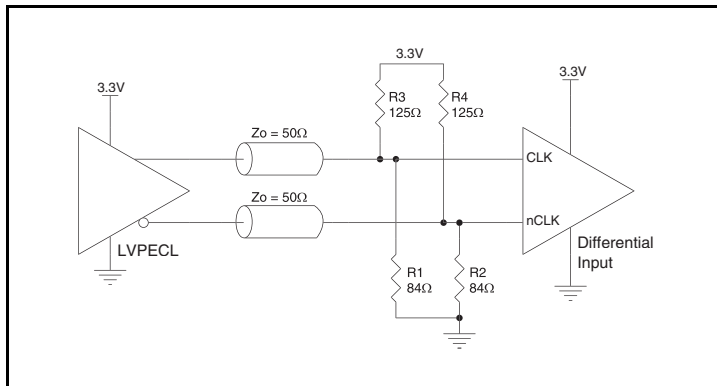 3.3V
3.3V
3.3V
R3
125Ω
R4
125Ω
Zo = 50Ω
CLK
Zo = 50Ω
nCLK
LVPECL
Differential
Input
R1
84Ω
R2
84Ω